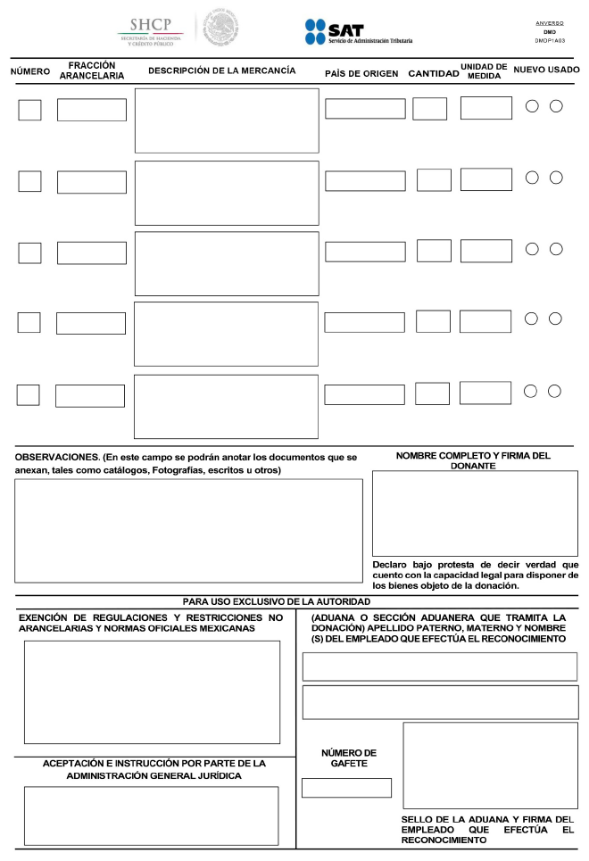 SHCP
SECRETARÍA DE HACIENDA
Y CRÉDITO PÚBLICO
SAT
Servicio de Administración Tributaria
ANVERSO
DMD
DMDP1A03
NÚMERO
FRACCIÓN
ARANCELARIA
DESCRIPCIÓN DE LA MERCANCÍA
PAÍS DE ORIGEN
CANTIDAD
UNIDAD DE
MEDIDA
NUEVO USADO
OBSERVACIONES. (En este campo se podrán anotar los documentos que se
anexan, tales como catálogos, Fotografías, escritos u otros)
NOMBRE COMPLETO Y FIRMA DEL
DONANTE
Declaro bajo protesta de decir verdad que
cuento con la capacidad legal para disponer de
los bienes objeto de la donación.
PARA USO EXCLUSIVO DE LA AUTORIDAD
EXENCIÓN DE REGULACIONES Y RESTRICCIONES NO
ARANCELARIAS Y NORMAS OFICIALES MEXICANAS
(ADUANA O SECCIÓN ADUANERA QUE TRAMITA LA
DONACIÓN) APELLIDO PATERNO, MATERNO Y NOMBRE
(S) DEL EMPLEADO QUE EFECTÚA EL RECONOCIMIENTO
ACEPTACIÓN E INSTRUCCIÓN POR PARTE DE LA
ADMINISTRACIÓN GENERAL JURÍDICA
NÚMERO DE
GAFETE
SELLO DE LA ADUANA Y FIRMA DEL
EMPLEADO QUE EFECTÚA EL
RECONOCIMIENTO